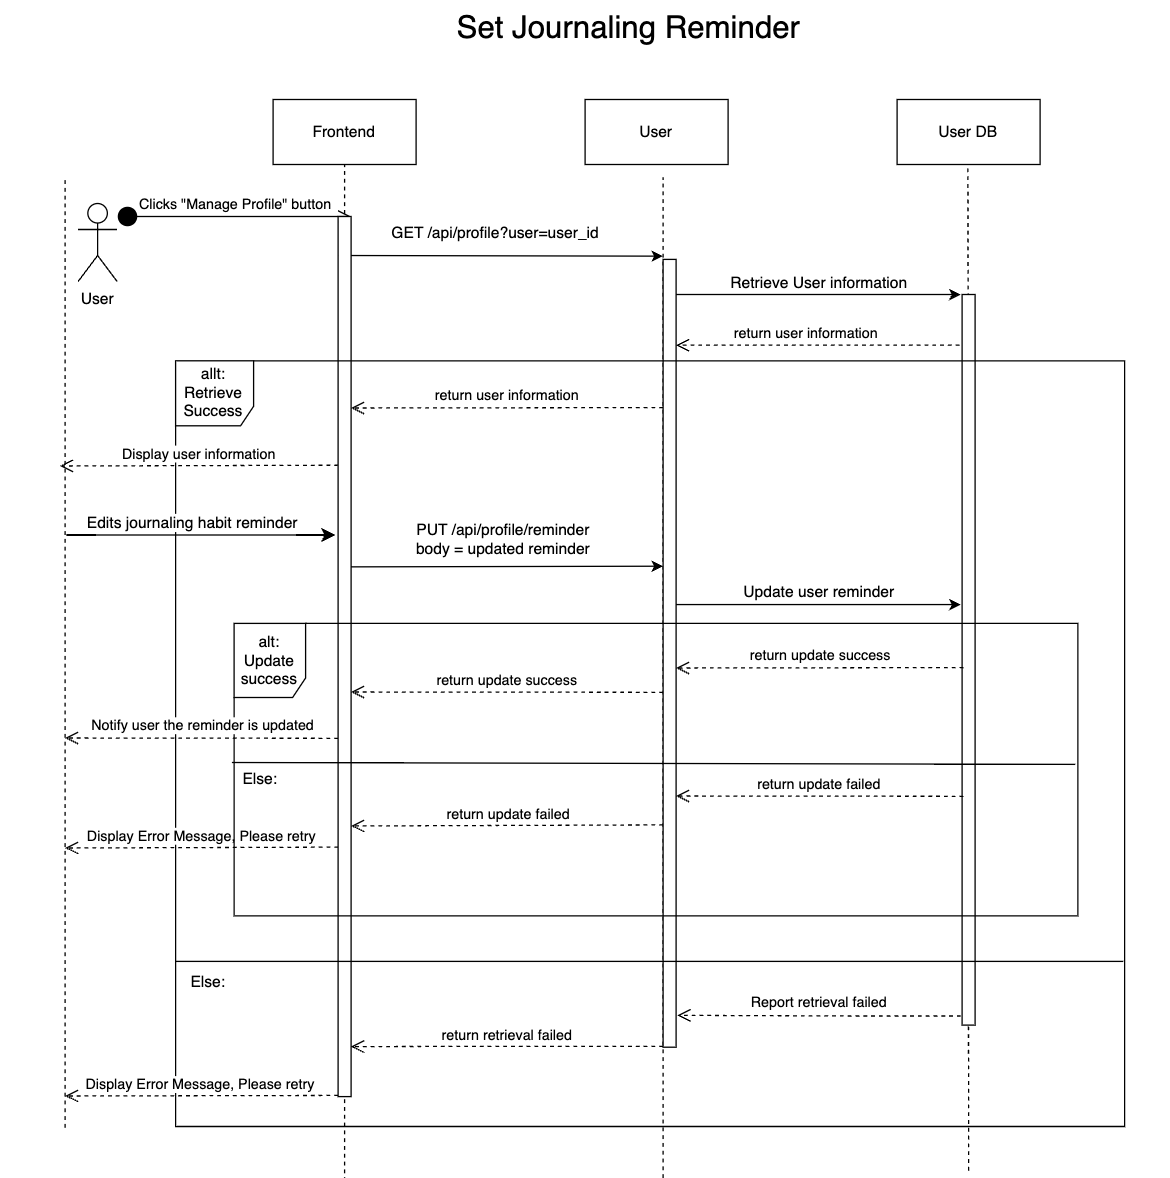 Set Journaling Reminder
Frontend
User
User DB
Clicks "Manage Profile" button
GET /api/profile?user=user_id
User
Retrieve User information
return user information
allt:
Retrieve
Success
return user information
Display user information
Edits journaling habit reminder
PUT /api/profile/reminder
body = updated reminder
Update user reminder
alt:
Update
success
return update success
return update success
Notify user the reminder is updated
Else:
return update failed
return update failed
Display Error Message, Please retry
Else:
Report retrieval failed
return retrieval failed
Display Error Message, Please retry